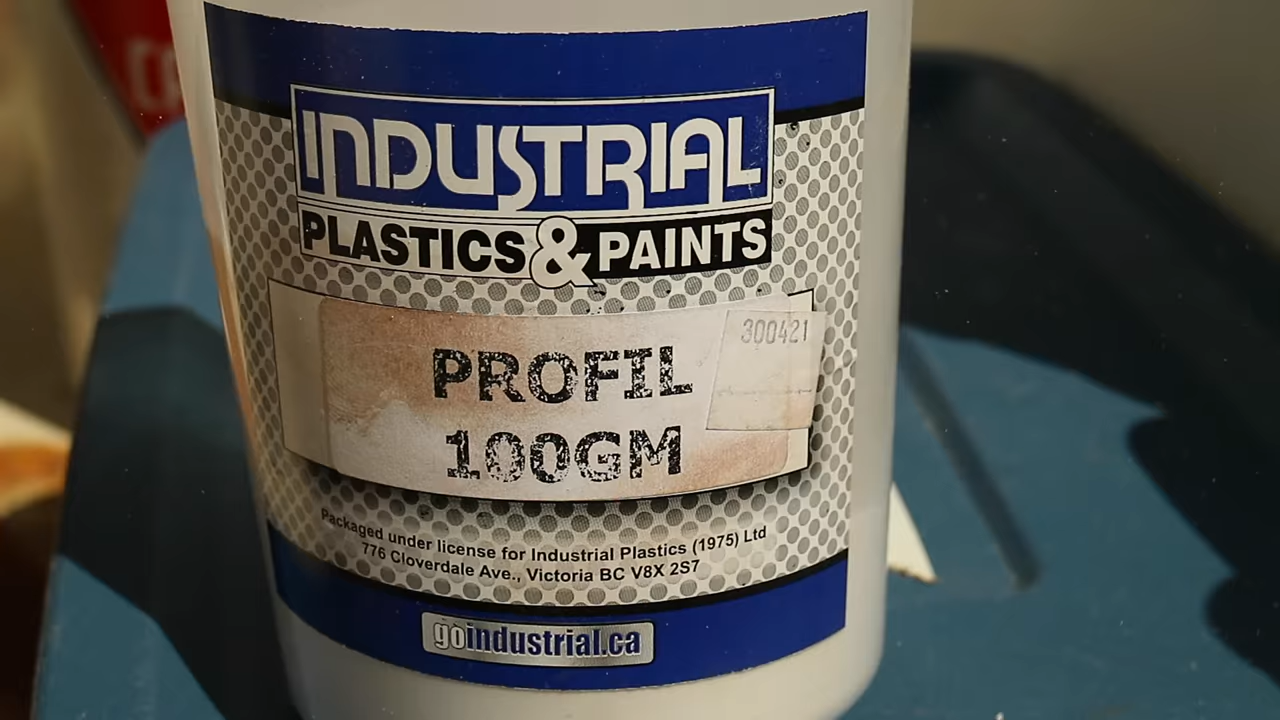 INDUSTRIAL
PLASTICS & PAINTS
300421
PROFIL
100GM
Packaged under license for Industrial Plastics (1975) Ltd
776 Cloverdale Ave., Victoria BC V8X 2S7
goindustrial.ca